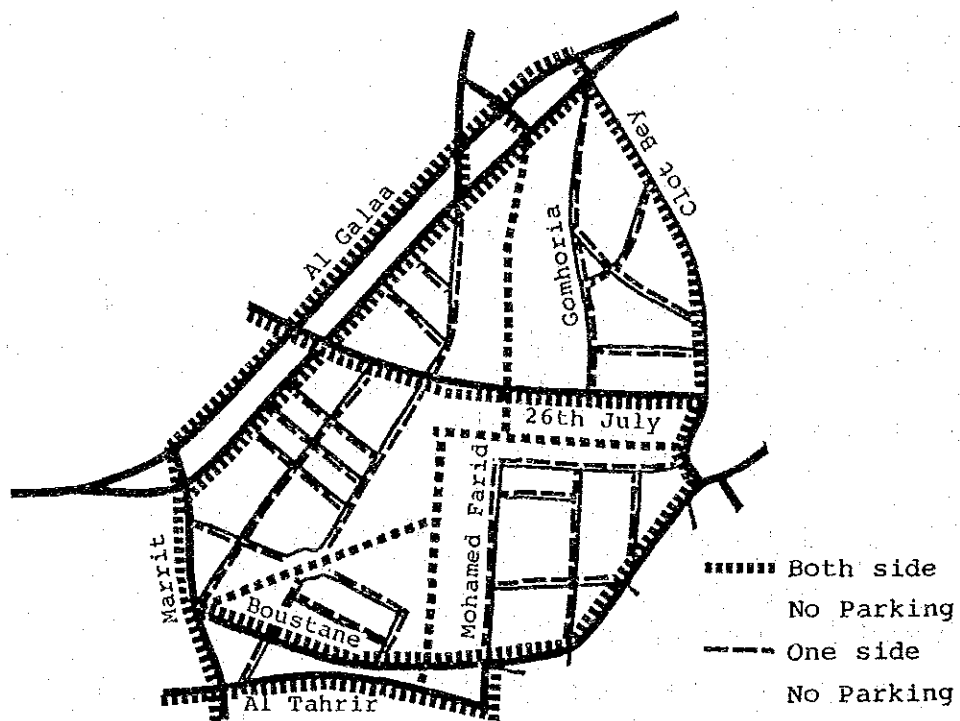 Clot Bey
Al Galaa
Gomhoria
26th July
Mohamed Farid
Marrit
Boustane
Al Tahrir
Both side
No Parking
One side
No Parking